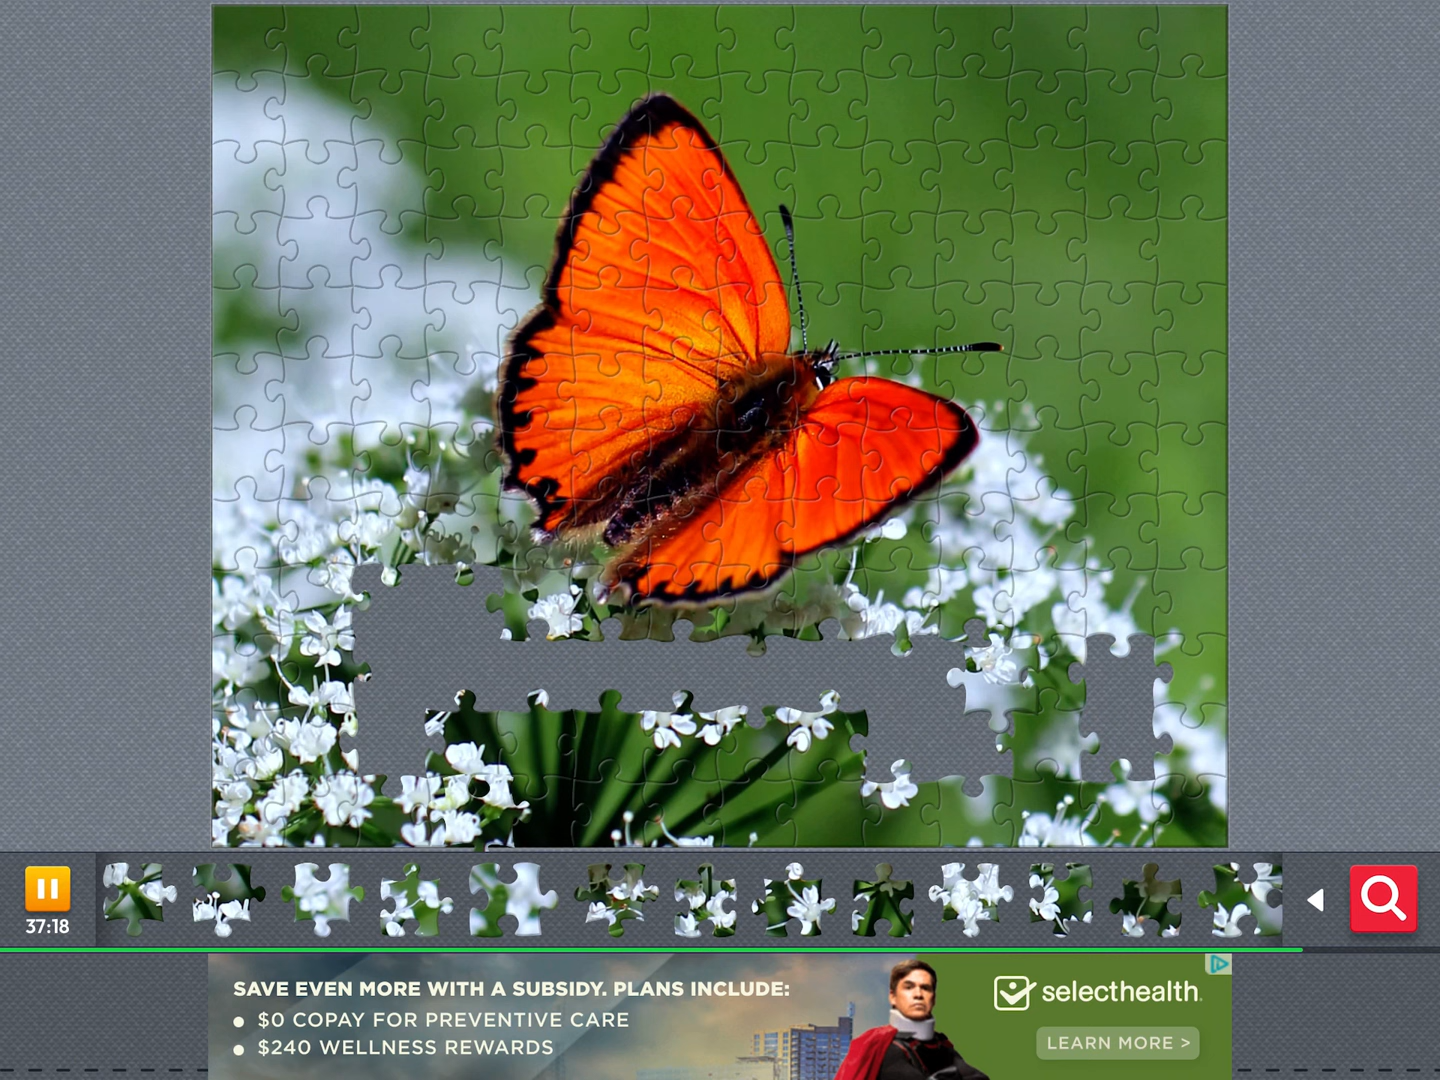 37:18
SAVE EVEN MORE WITH A SUBSIDY. PLANS INCLUDE:
• $0 COPAY FOR PREVENTIVE CARE
• $240 WELLNESS REWARDS
selecthealth.
LEARN MORE >